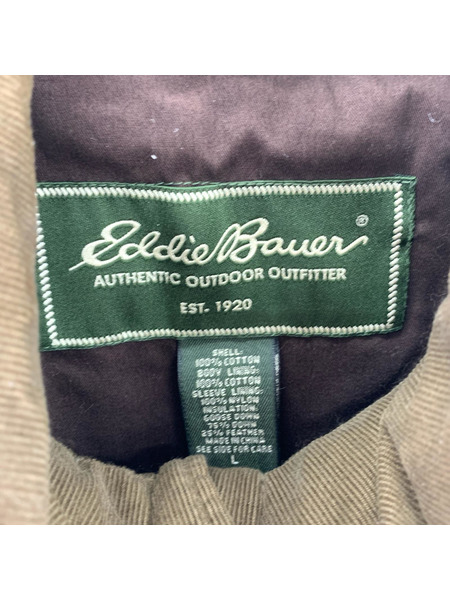 Eddie Bauer®
AUTHENTIC OUTDOOR OUTFITTER
EST. 1920
SHELL:
100% COTTON
BODY LINING:
100% COTTON
SLEEVE LINING:
100% NYLON
INSULATION:
GOOSE DOWN
75% DOWN
25% FEATHER
MADE IN CHINA
SEE SIDE FOR CARE
L